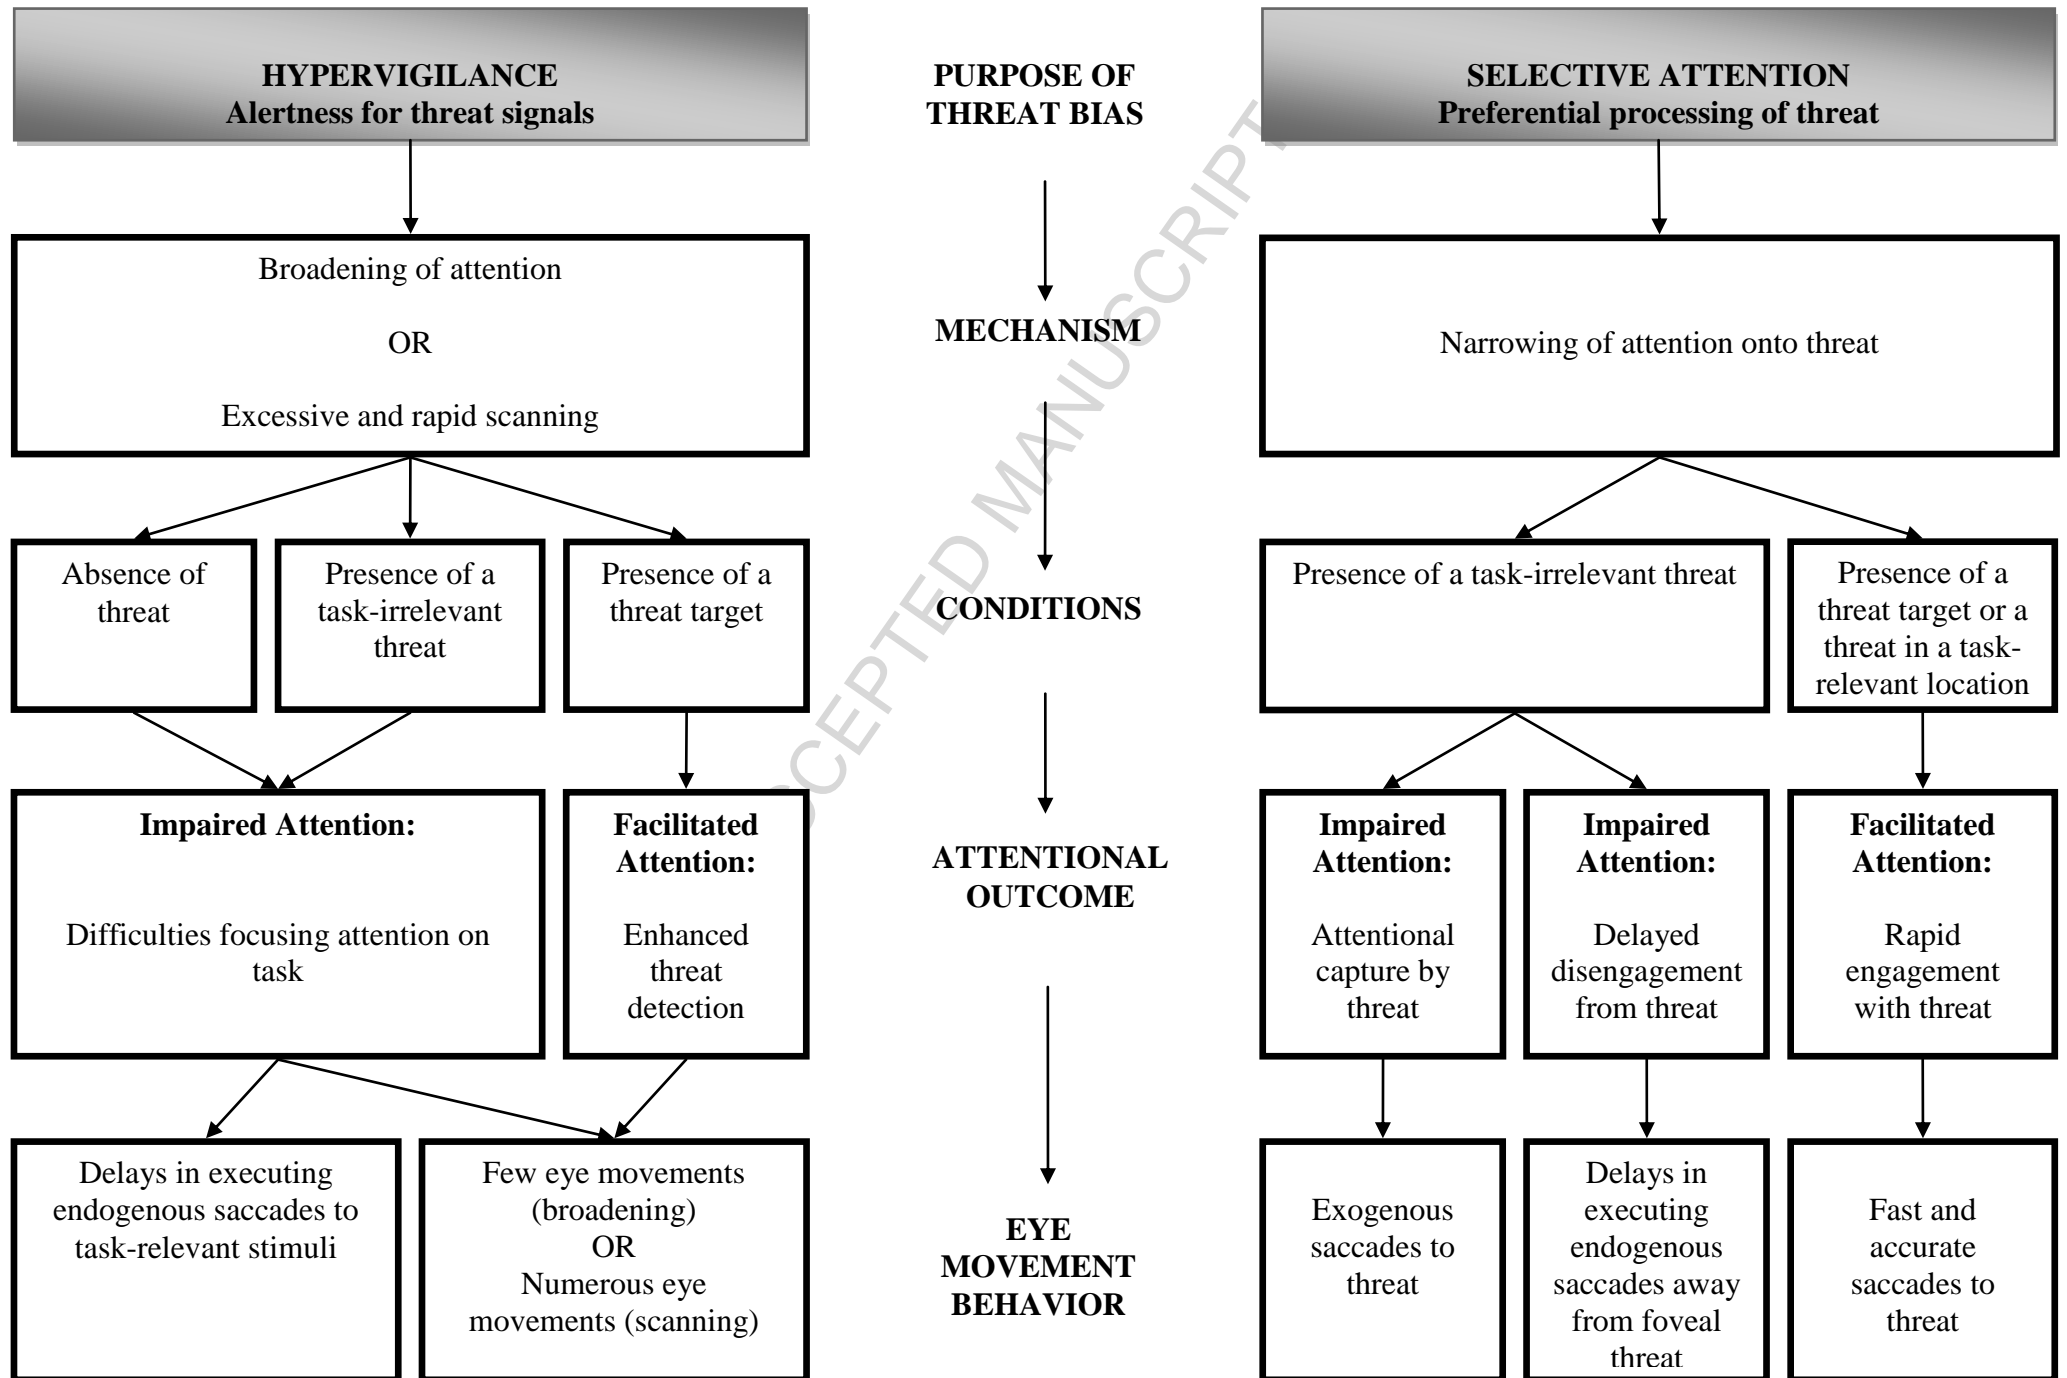 HYPERVIGILANCE
Alertness for threat signals
PURPOSE OF
THREAT BIAS
SELECTIVE ATTENTION
Preferential processing of threat
Broadening of attention
OR
Excessive and rapid scanning
MECHANISM
Narrowing of attention onto threat
Absence of
threat
Presence of a
task-irrelevant
threat
Presence of a
threat target
CONDITIONS
Presence of a task-irrelevant threat
Presence of a
threat target or a
threat in a task-
relevant location
Impaired Attention:
Difficulties focusing attention on
task
Facilitated
Attention:
Enhanced
threat
detection
ATTENTIONAL
OUTCOME
Impaired
Attention:
Attentional
capture by
threat
Impaired
Attention:
Delayed
disengagement
from threat
Facilitated
Attention:
Rapid
engagement
with threat
Delays in executing
endogenous saccades to
task-relevant stimuli
Few eye movements
(broadening)
OR
Numerous eye
movements (scanning)
EYE
MOVEMENT
BEHAVIOR
Exogenous
saccades to
threat
Delays in
executing
endogenous
saccades away
from foveal
threat
Fast and
accurate
saccades to
threat
CCEPTED MANUSCRIPT